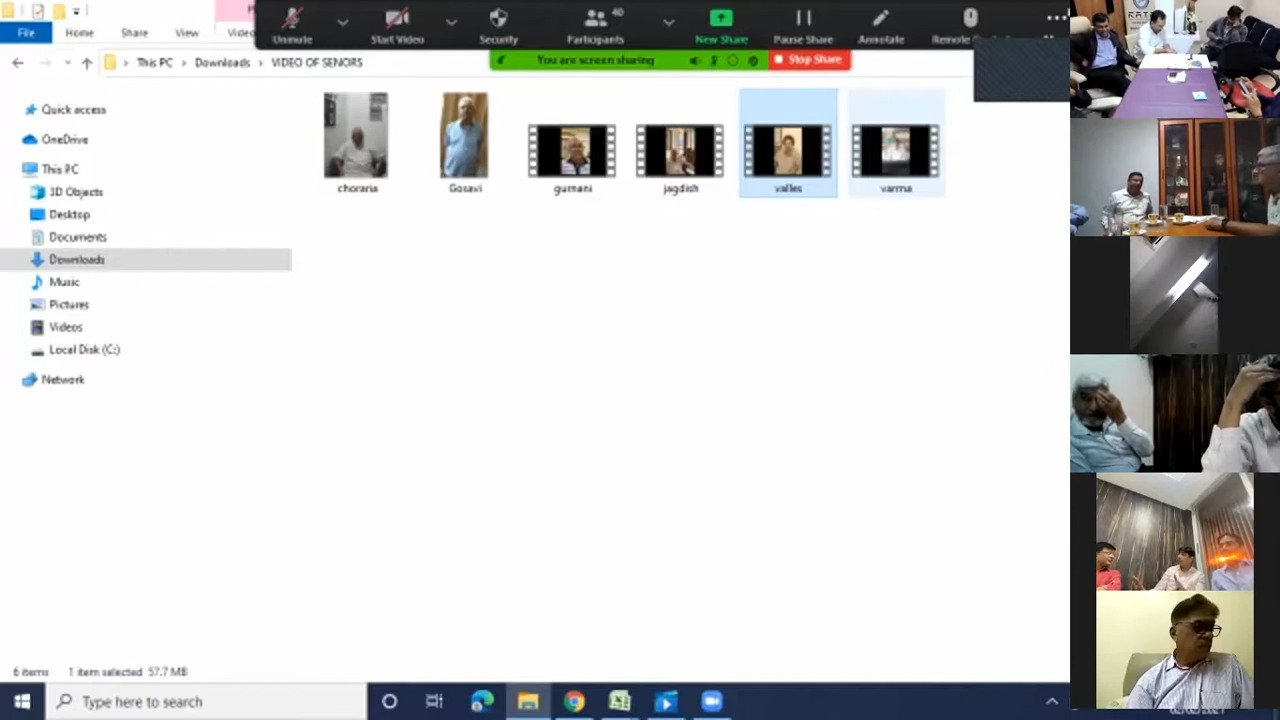 File Home Share View Video
Unmute Start Video Security Participants 40 New Share Pause Share Annotate Remote
You are screen sharing Stop Share
This PC Downloads VIDEO OF SENORS
Quick access
OneDrive
This PC
3D Objects
Desktop
Documents
Downloads
Music
Pictures
Videos
Local Disk (C:)
Network
choraria Gosavi gurnani jagdish valles varma
6 items 1 item selected 57.7 MB
Type here to search